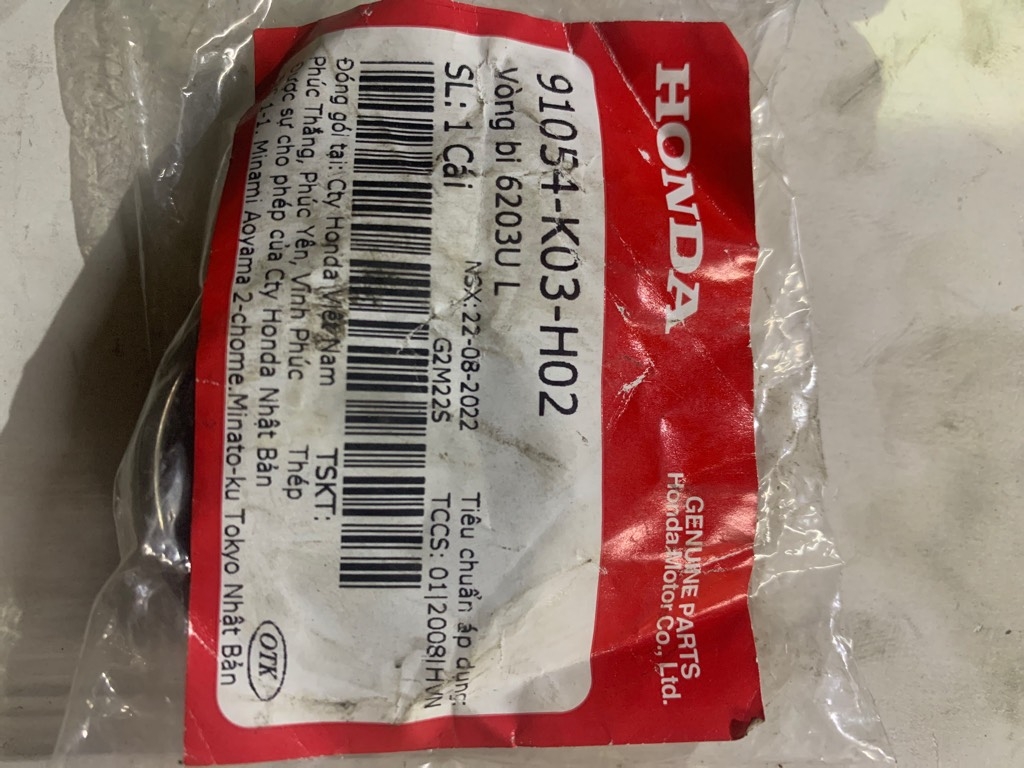 HONDA
GENUINE PARTS
Honda Motor Co., Ltd.
91054-K03-H02
Vòng bi 6203U L
SL: 1 Cái
NSX:22-08-2022
G2M22S
Tiêu chuẩn áp dụng:
TCCS: 01|2008|HVN
Đóng gói tại: Cty Honda Việt Nam
TSKT:
Phúc Thắng, Phúc Yên, Vĩnh Phúc
Thép
sự cho phép của Cty Honda Nhật Bản
1-1, Minami Aoyama 2-chome.Minato-ku Tokyo Nhật Bản
OTK